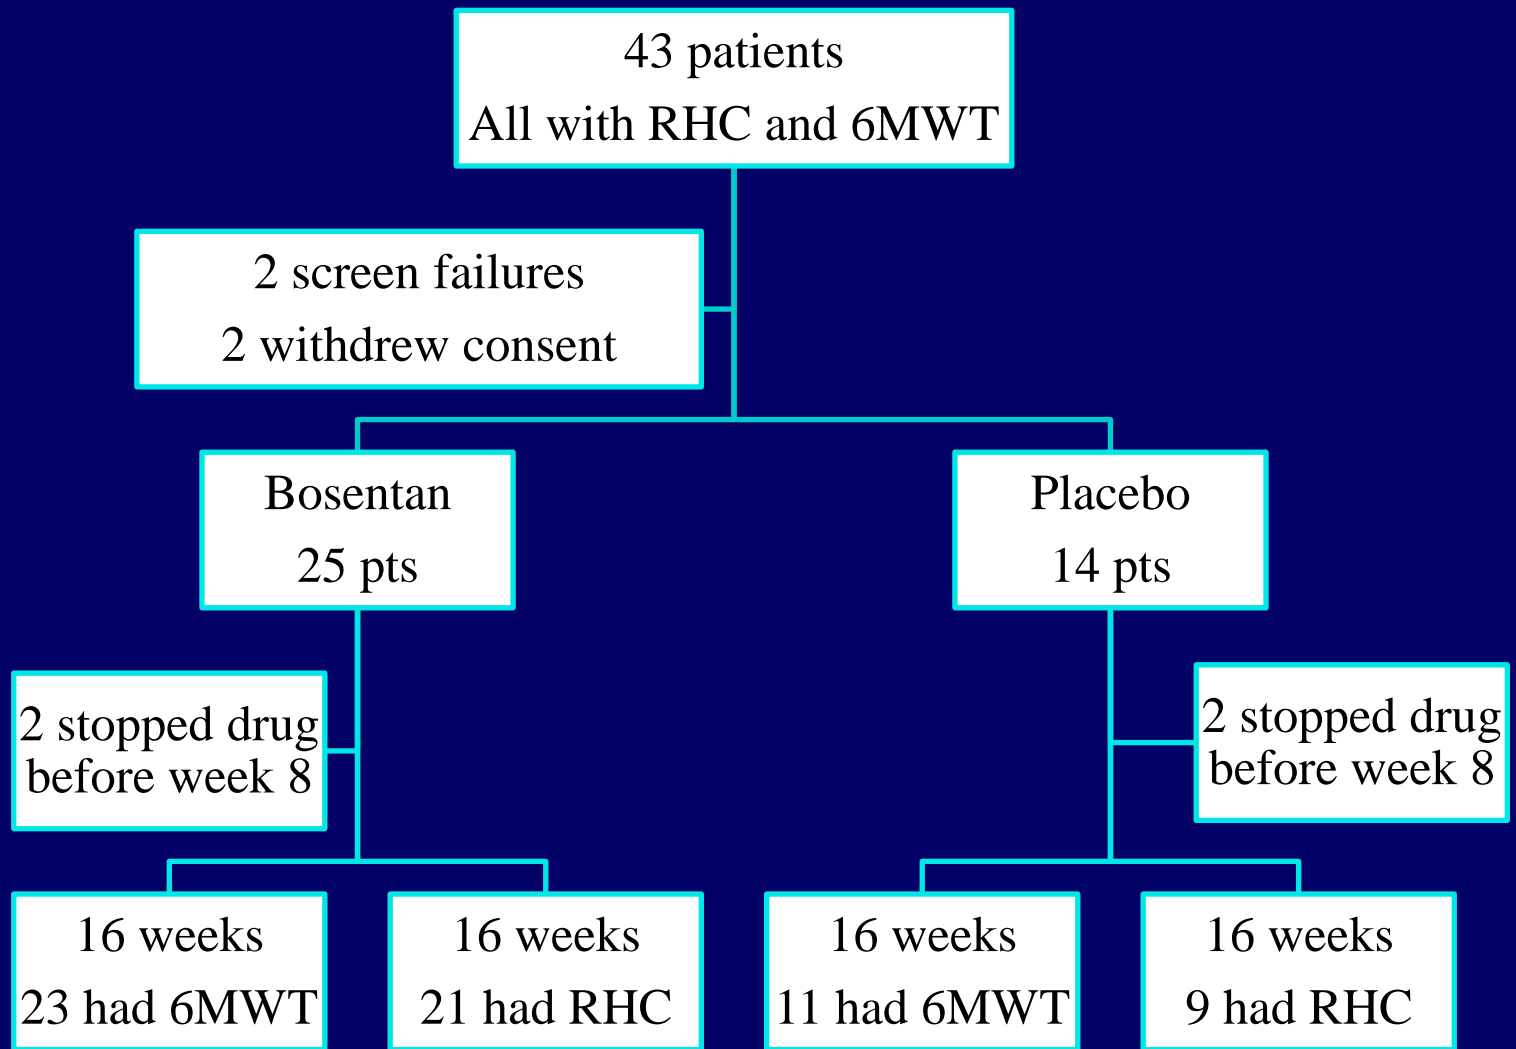 43 patients
All with RHC and 6MWT
2 screen failures
2 withdrew consent
Bosentan
25 pts
Placebo
14 pts
2 stopped drug
before week 8
2 stopped drug
before week 8
16 weeks
23 had 6MWT
16 weeks
21 had RHC
16 weeks
11 had 6MWT
16 weeks
9 had RHC